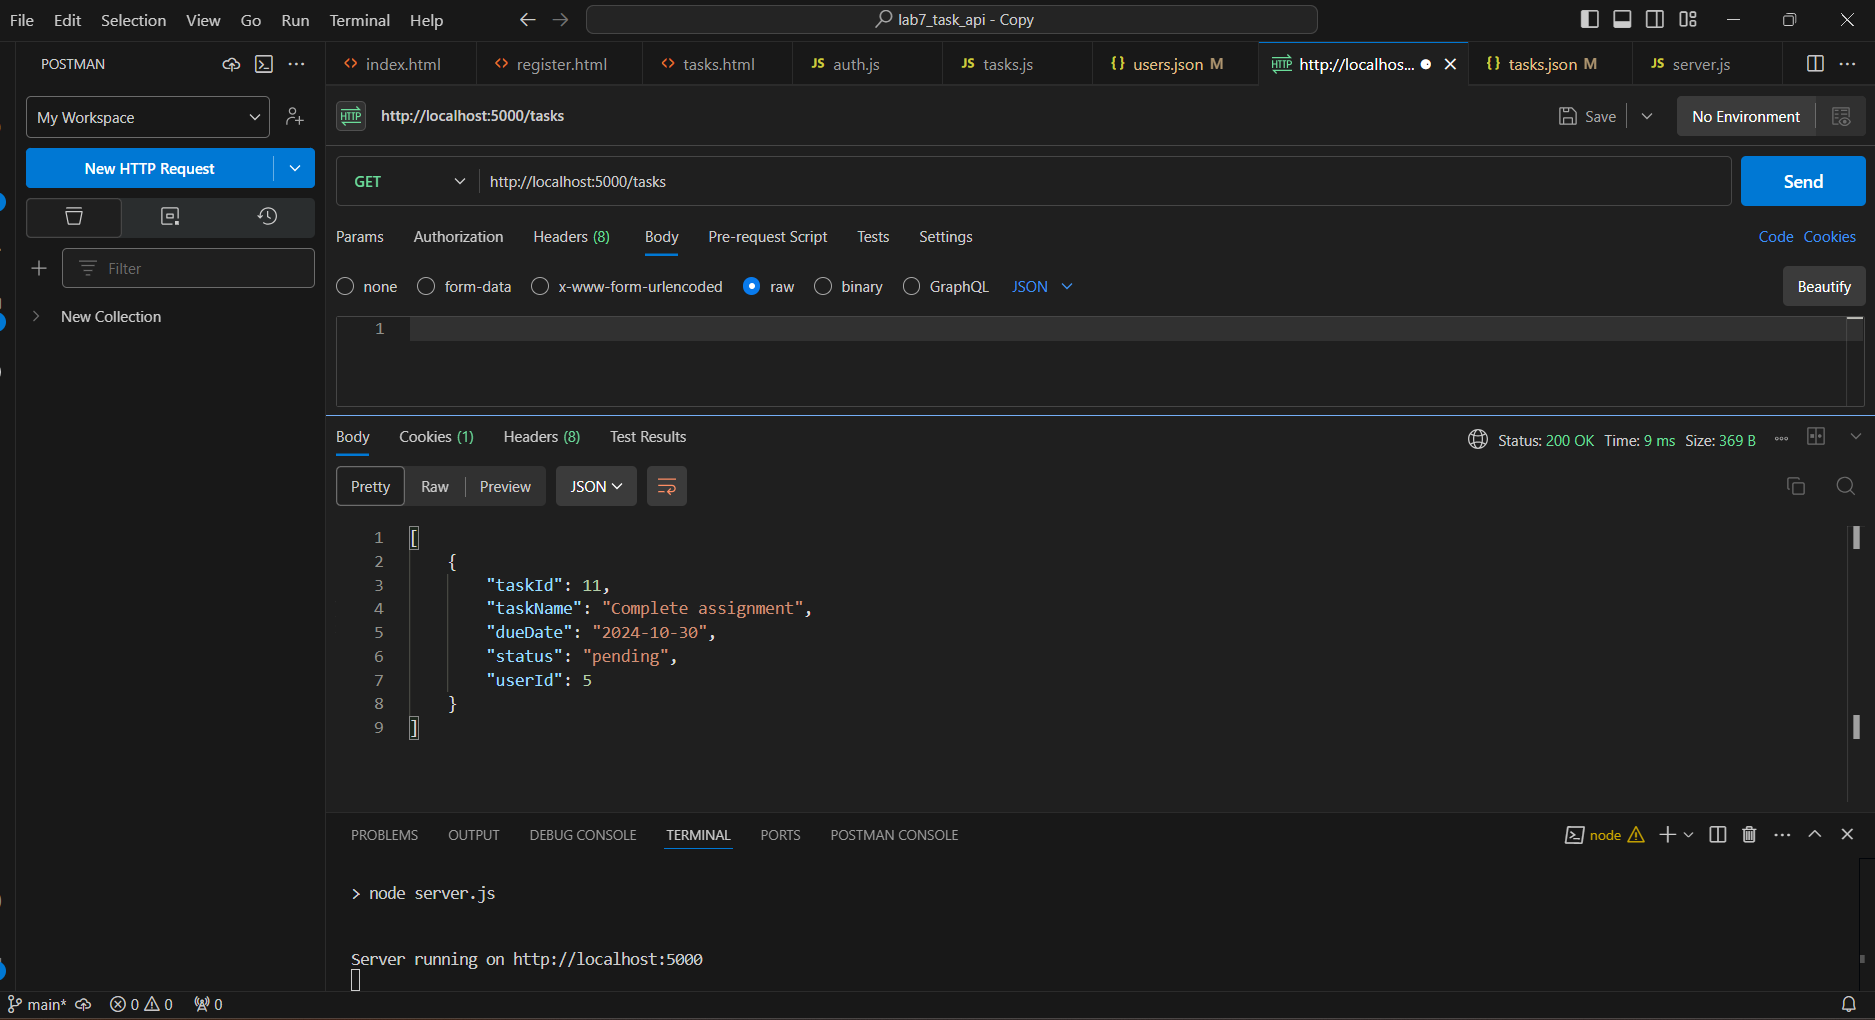 File Edit Selection View Go Run Terminal Help
lab7_task_api - Copy
POSTMAN
index.html register.html tasks.html JS auth.js JS tasks.js {} users.json M HTTP http://localhos... {} tasks.json M JS server.js
My Workspace
HTTP http://localhost:5000/tasks Save No Environment
New HTTP Request
GET http://localhost:5000/tasks Send
Params Authorization Headers (8) Body Pre-request Script Tests Settings Code Cookies
Filter
none form-data x-www-form-urlencoded raw binary GraphQL JSON Beautify
New Collection
1
Body Cookies (1) Headers (8) Test Results Status: 200 OK Time: 9 ms Size: 369 B
Pretty Raw Preview JSON
1 [
2 {
3 "taskId": 11,
4 "taskName": "Complete assignment",
5 "dueDate": "2024-10-30",
6 "status": "pending",
7 "userId": 5
8 }
9 ]
PROBLEMS OUTPUT DEBUG CONSOLE TERMINAL PORTS POSTMAN CONSOLE node
> node server.js
Server running on http://localhost:5000
main* 0 0 0